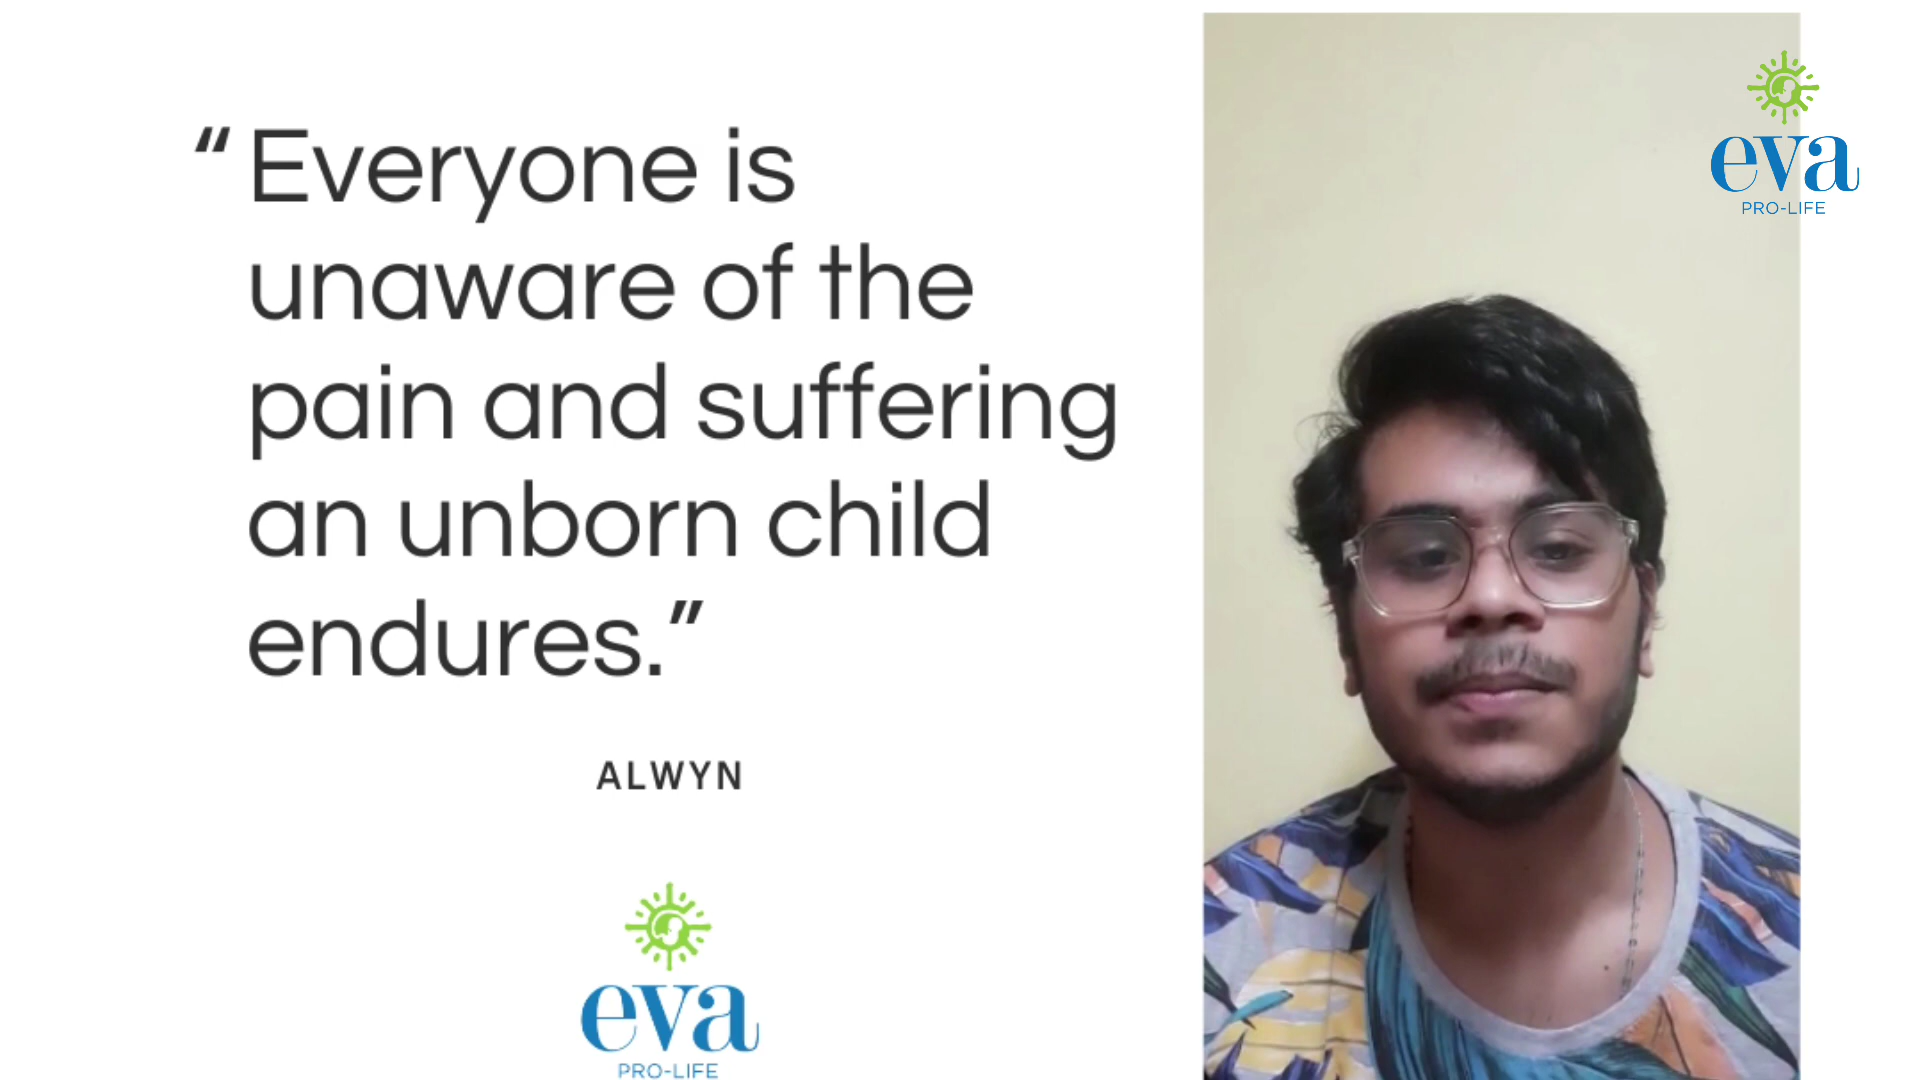 “Everyone is
unaware of the
pain and suffering
an unborn child
endures.”
ALWYN
eva
PRO-LIFE
eva
PRO-LIFE